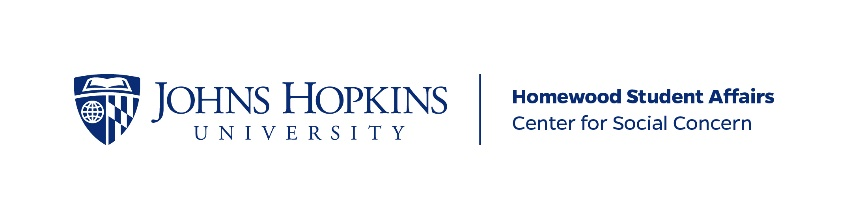 JOHNS HOPKINS
UNIVERSITY
Homewood Student Affairs
Center for Social Concern